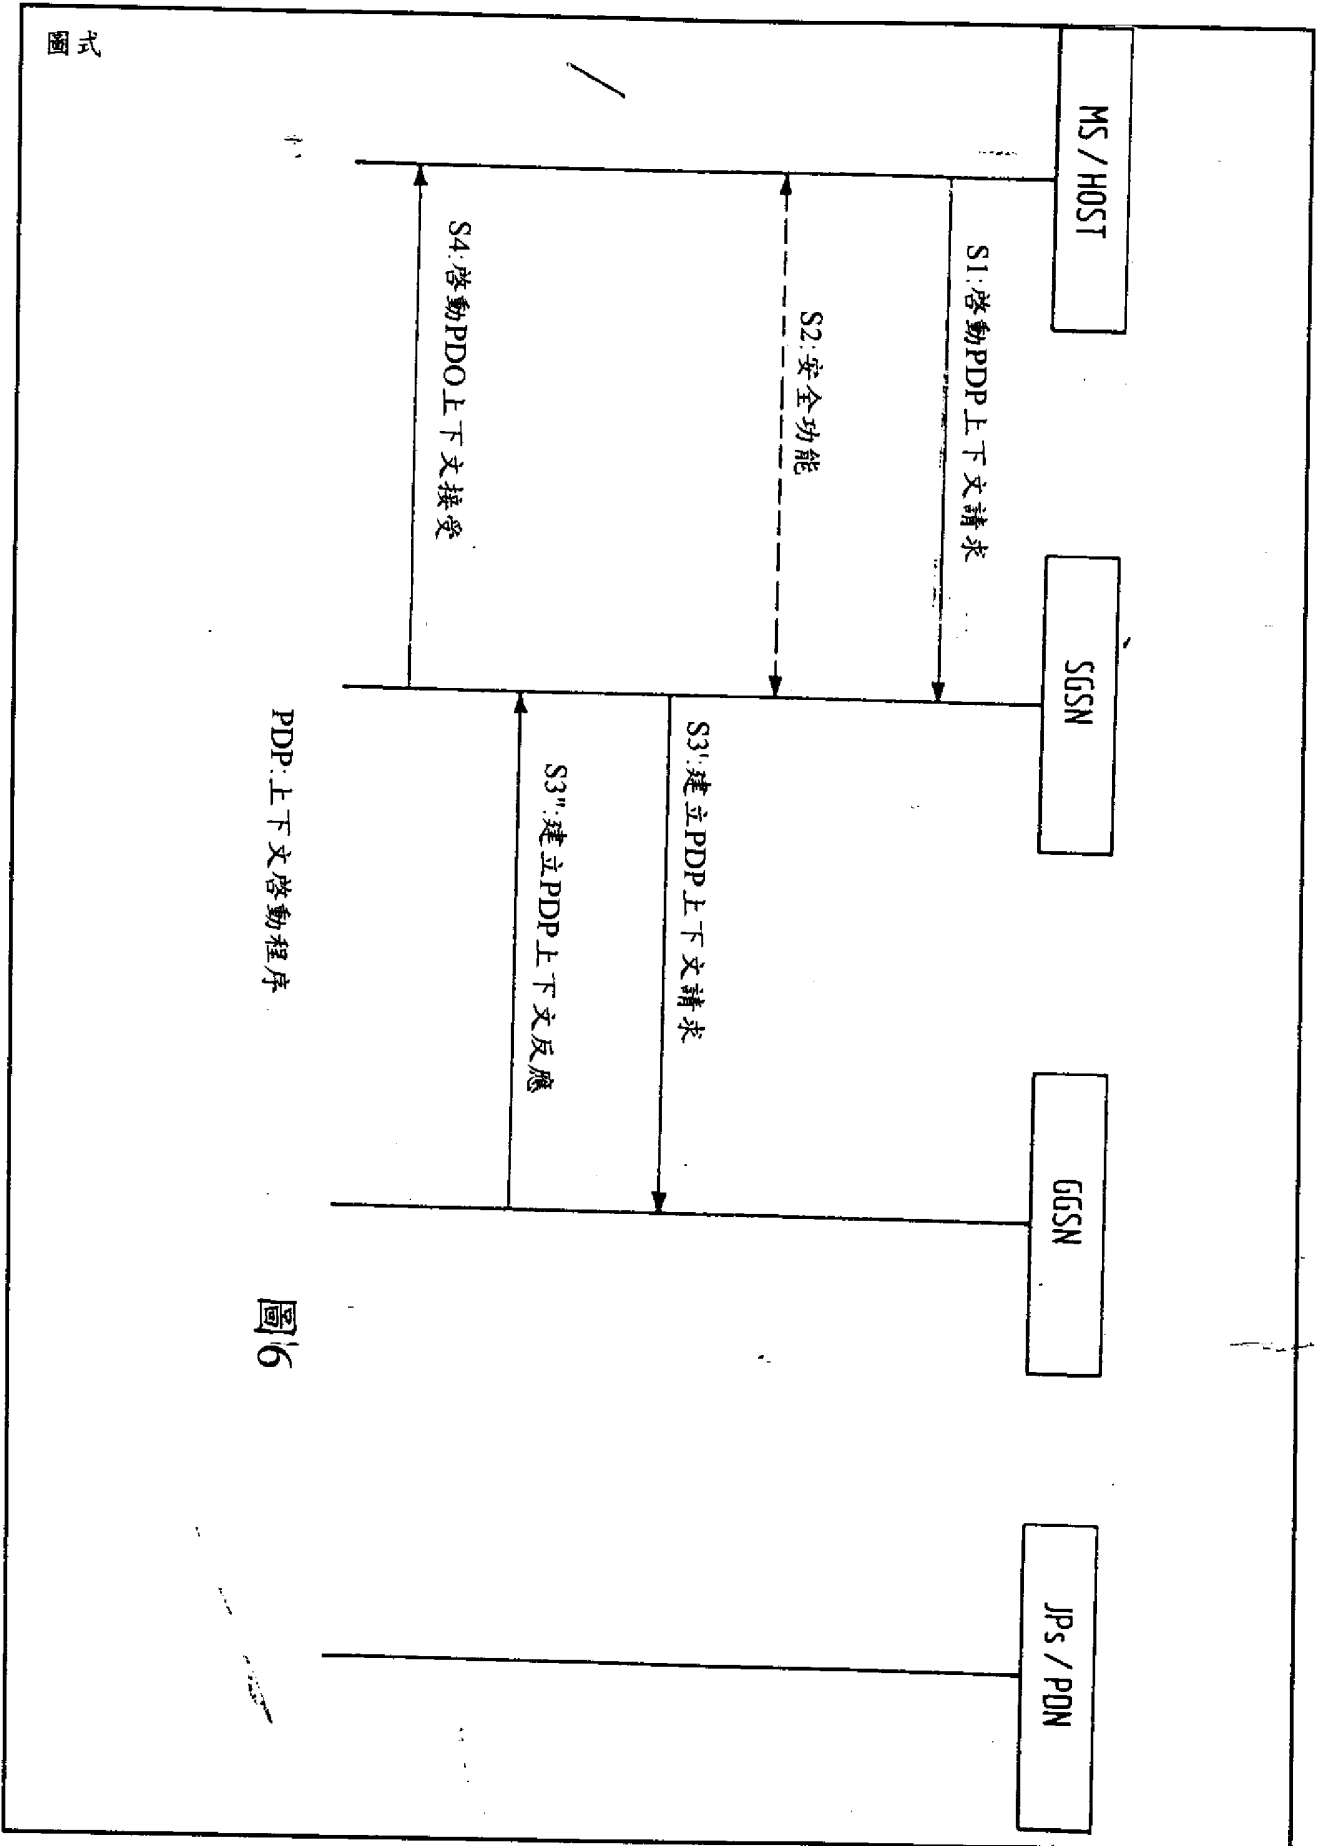 圖式
MS / HOST
SGSN
GGSN
JPs / PDN
S1:啓動PDP上下文請求
S2:安全功能
S3':建立PDP上下文請求
S3":建立PDP上下文反應
S4:啓動PDO上下文接受
PDP:上下文啓動程序
圖6